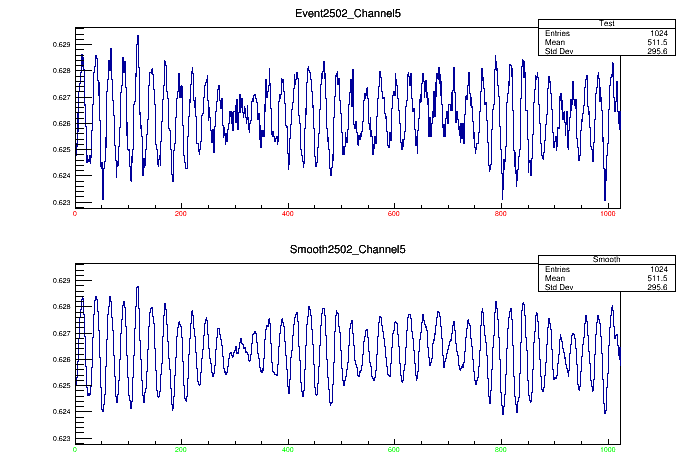 Event2502_Channel5
Test
Entries 1024
Mean 511.5
Std Dev 295.6
0.629
0.628
0.627
0.626
0.625
0.624
0.623
0 200 400 600 800 1000
Smooth2502_Channel5
Smooth
Entries 1024
Mean 511.5
Std Dev 295.6
0.629
0.628
0.627
0.626
0.625
0.624
0.623
0 200 400 600 800 1000